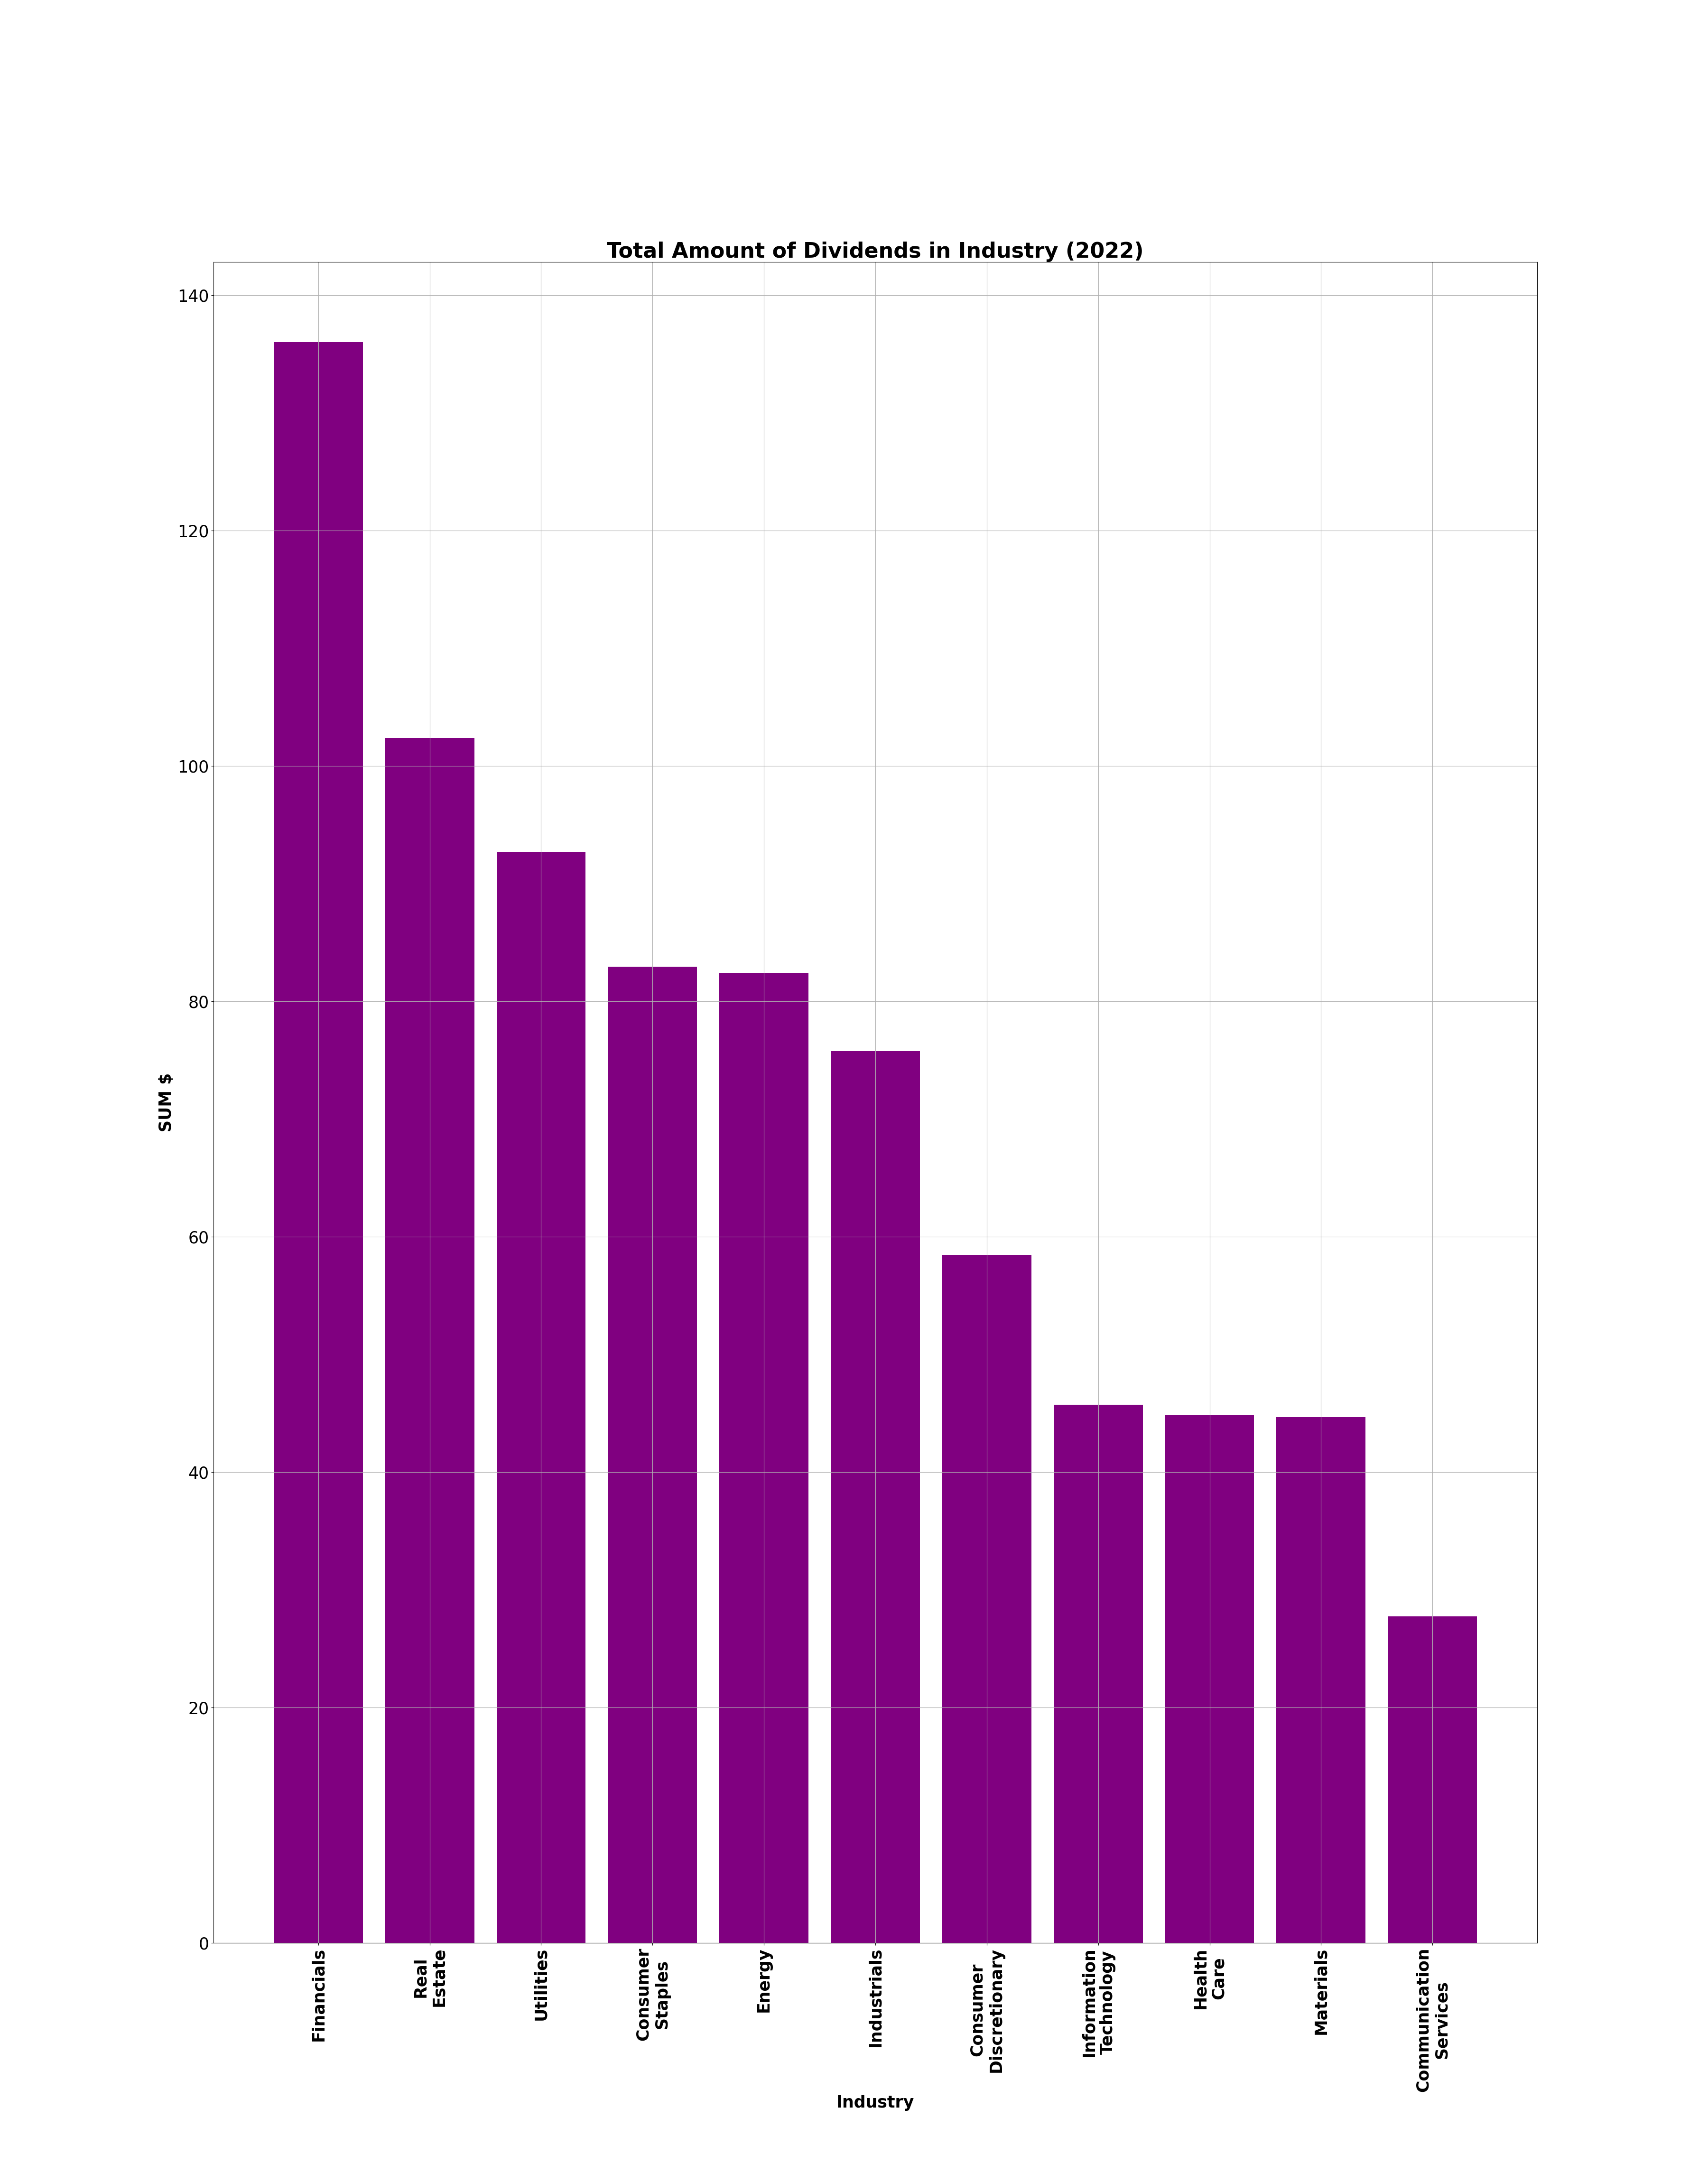 Total Amount of Dividends in Industry (2022)
140
120
100
80
60
40
20
0
SUM $
Financials
Real
Estate
Utilities
Consumer
Staples
Energy
Industrials
Consumer
Discretionary
Information
Technology
Health
Care
Materials
Communication
Services
Industry